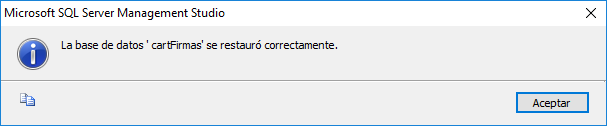 Microsoft SQL Server Management Studio
La base de datos ' cartFirmas' se restauró correctamente.
Aceptar